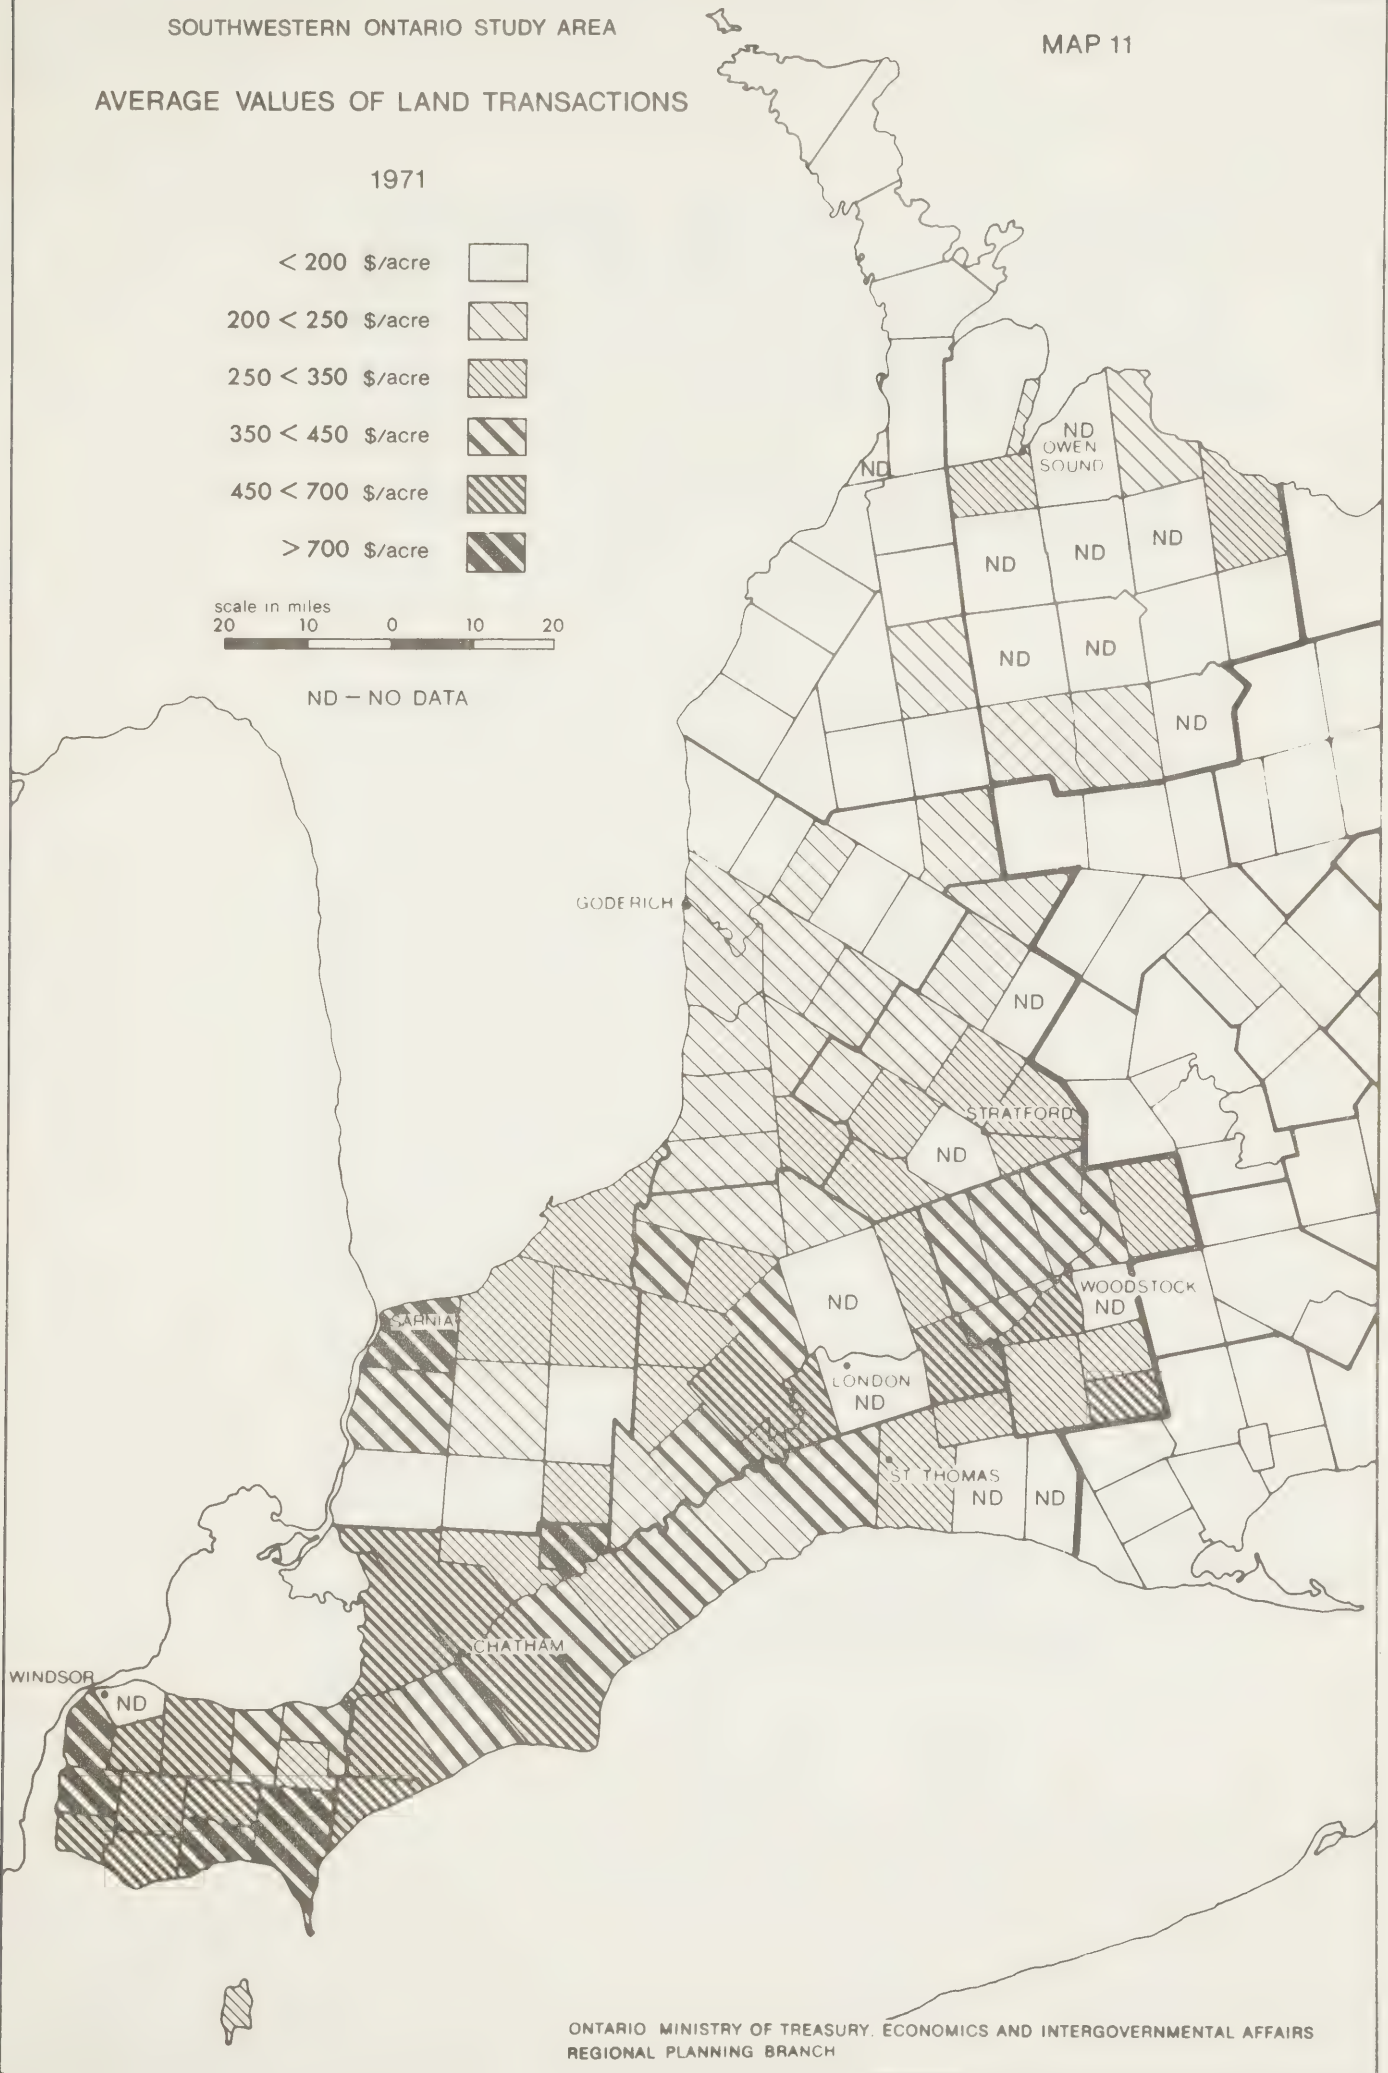 SOUTHWESTERN ONTARIO STUDY AREA
MAP 11
AVERAGE VALUES OF LAND TRANSACTIONS
1971
< 200 $/acre
200 < 250 $/acre
250 < 350 $/acre
350 < 450 $/acre
450 < 700 $/acre
> 700 $/acre
scale in miles
20 10 0 10 20
ND — NO DATA
ND
OWEN
SOUND
ND
ND
ND
ND
ND
ND
ND
GODERICH
ND
STRATFORD
ND
WOODSTOCK
ND
ND
SARNIA
LONDON
ND
ST. THOMAS
ND
ND
CHATHAM
WINDSOR
ND
ONTARIO MINISTRY OF TREASURY. ECONOMICS AND INTERGOVERNMENTAL AFFAIRS
REGIONAL PLANNING BRANCH